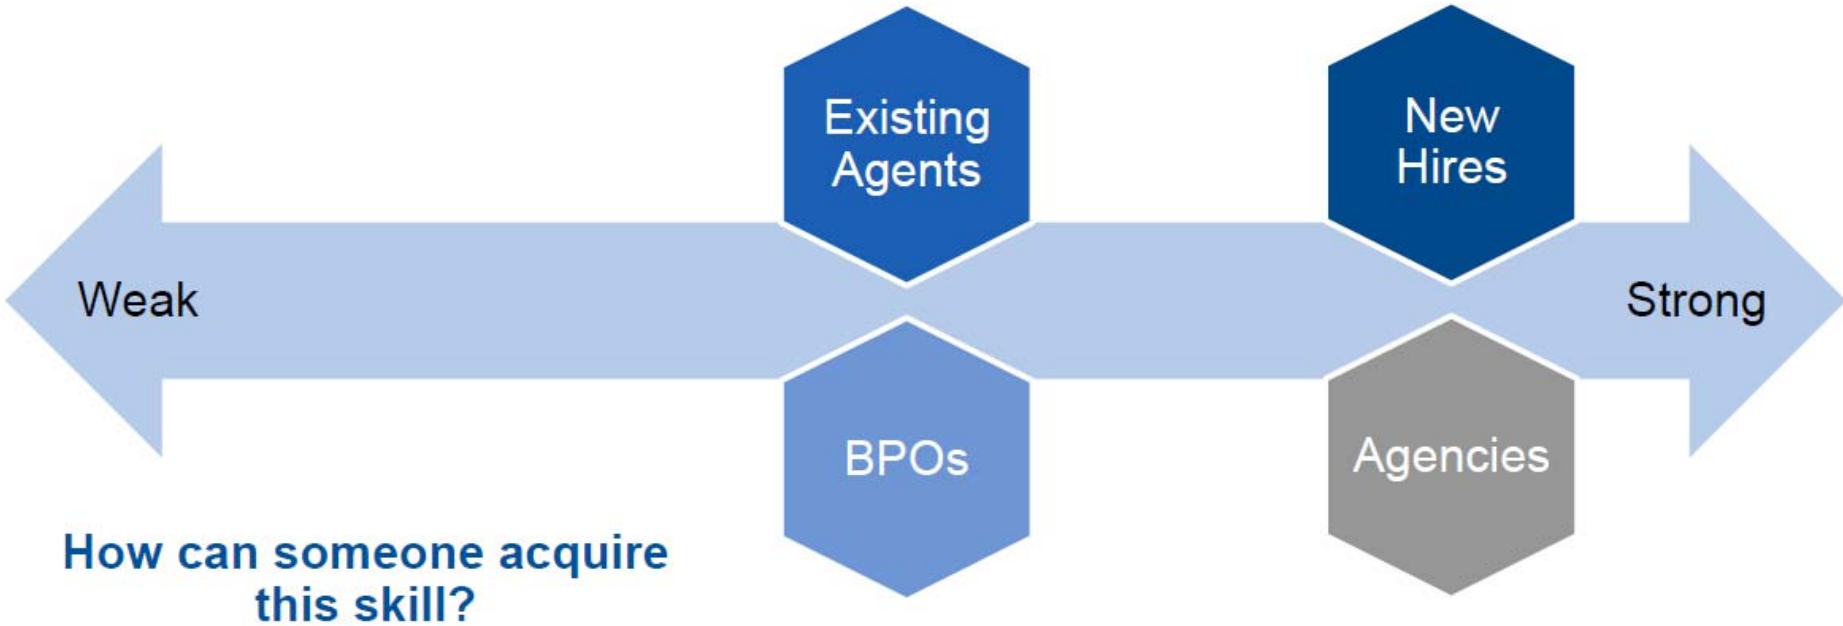 Existing
Agents
New
Hires
Weak
Strong
BPOs
Agencies
How can someone acquire
this skill?